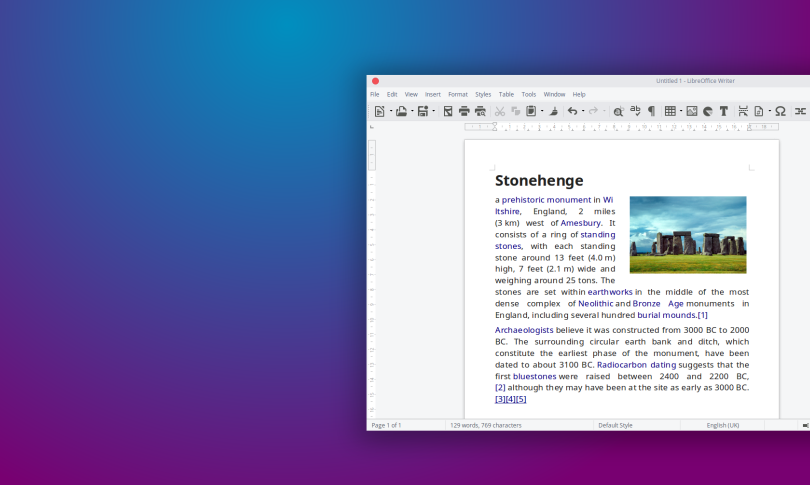 Untitled 1 - LibreOffice Writer
File Edit View Insert Format Styles Table Tools Window Help
Stonehenge
a prehistoric monument in Wi
ltshire, England, 2 miles
(3 km) west of Amesbury. It
consists of a ring of standing
stones, with each standing
stone around 13 feet (4.0 m)
high, 7 feet (2.1 m) wide and
weighing around 25 tons. The
stones are set within earthworks in the middle of the most
dense complex of Neolithic and Bronze Age monuments in
England, including several hundred burial mounds.[1]
Archaeologists believe it was constructed from 3000 BC to 2000
BC. The surrounding circular earth bank and ditch, which
constitute the earliest phase of the monument, have been
dated to about 3100 BC. Radiocarbon dating suggests that the
first bluestones were raised between 2400 and 2200 BC,
[2] although they may have been at the site as early as 3000 BC.
[3][4][5]
Page 1 of 1 129 words, 769 characters Default Style English (UK)